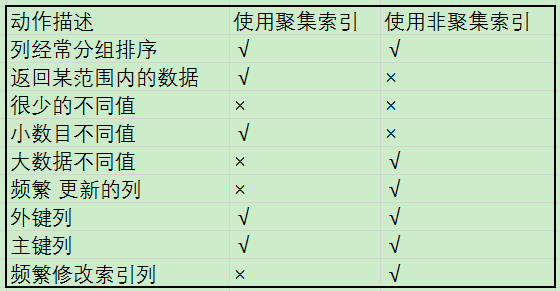 动作描述 使用聚集索引 使用非聚集索引
列经常分组排序 √ √
返回某范围内的数据 √ ×
很少的不同值 × ×
小数目不同值 √ ×
大数据不同值 × √
频繁 更新的列 × √
外键列 √ √
主键列 √ √
频繁修改索引列 × √